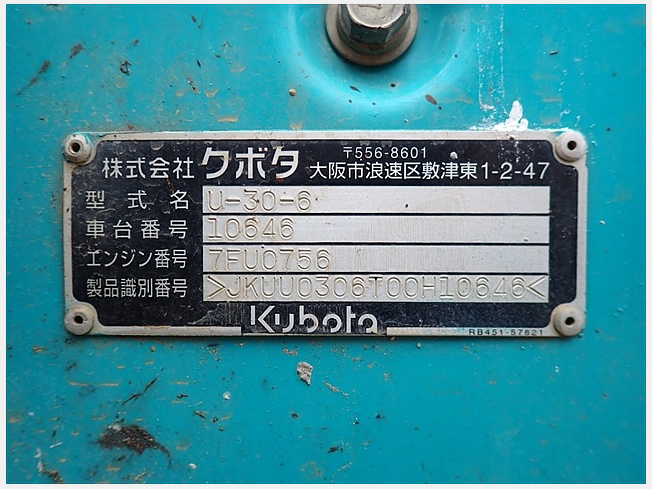 株式会社クボタ 〒556-8601
大阪市浪速区敷津東1-2-47
型式名 U-30-6
車台番号 10646
エンジン番号 7FU0756
製品識別番号 >JKUU0306T00H10646<
Kubota
RB451-57821